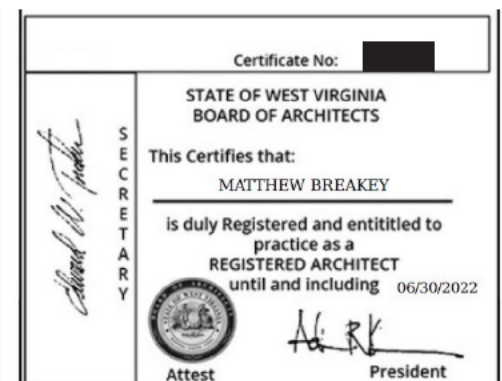 Certificate No:
STATE OF WEST VIRGINIA
BOARD OF ARCHITECTS
This Certifies that:
MATTHEW BREAKEY
is duly Registered and entititled to
practice as a
REGISTERED ARCHITECT
until and including 06/30/2022
Attest
President
SECRETARY